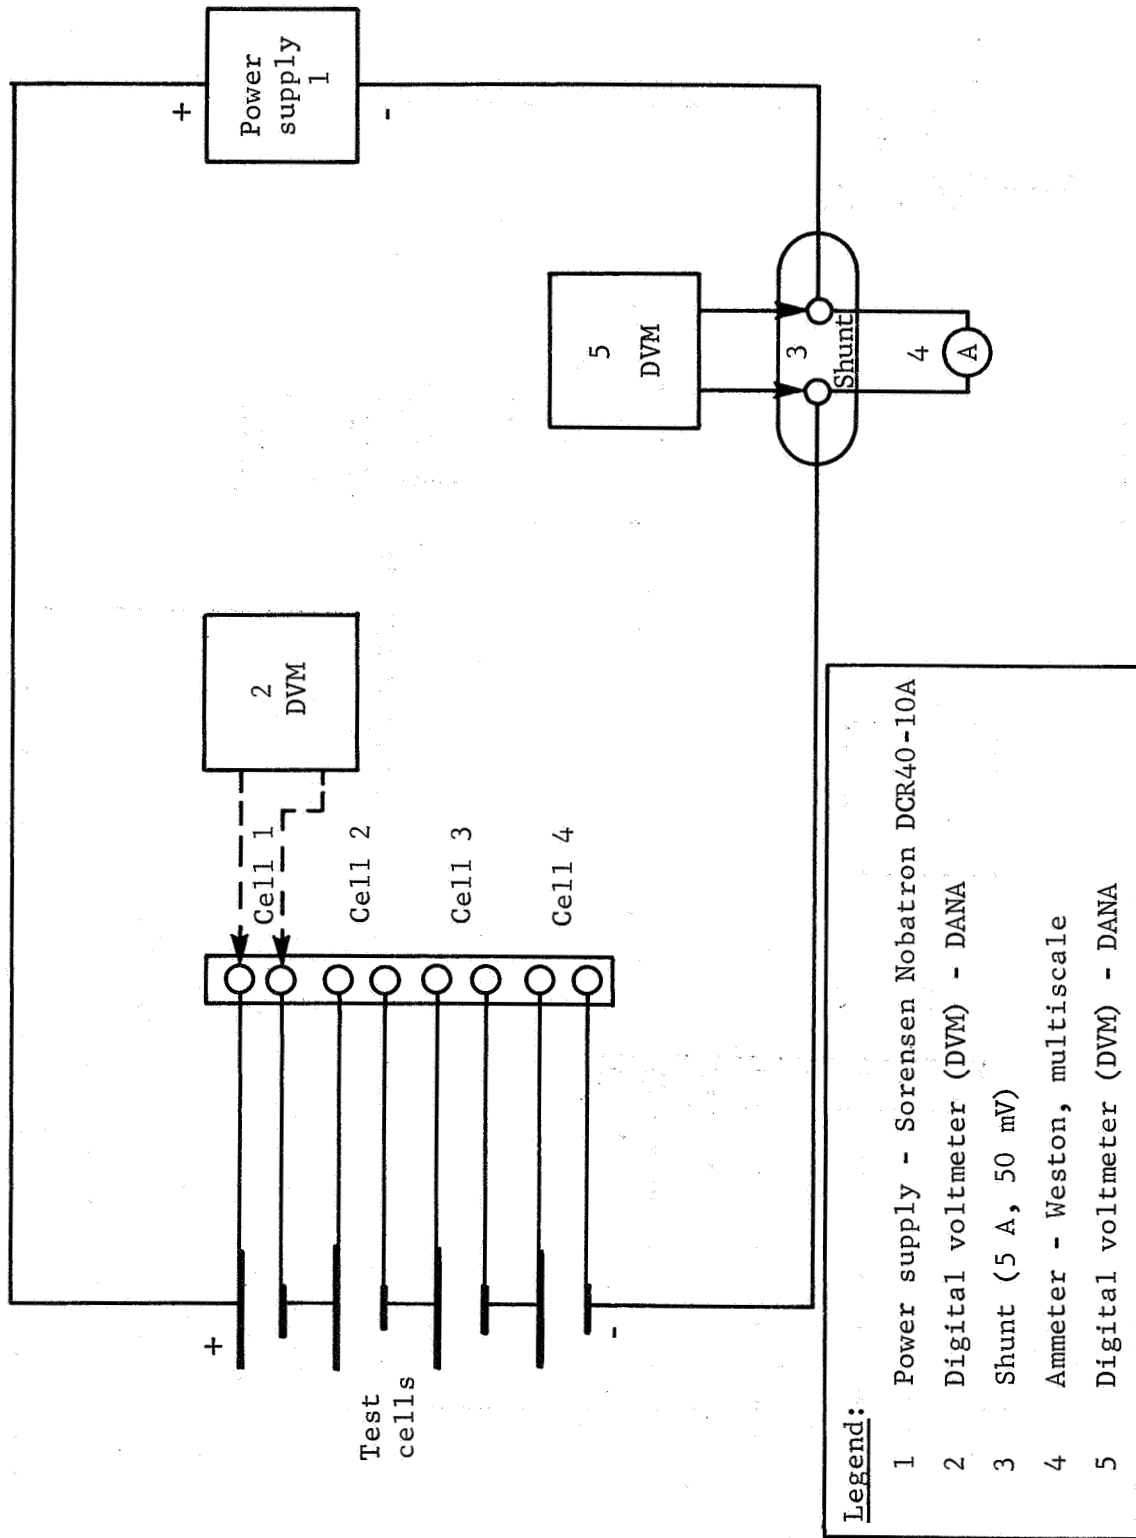 +
Power
supply
1
-
5
DVM
3
Shunt
4
A
2
DVM
Cell 1
Cell 2
Cell 3
Cell 4
+
Test
cells
-
Legend:
1 Power supply - Sorensen Nobatron DCR40-10A
2 Digital voltmeter (DVM) - DANA
3 Shunt (5 A, 50 mV)
4 Ammeter - Weston, multiscale
5 Digital voltmeter (DVM) - DANA